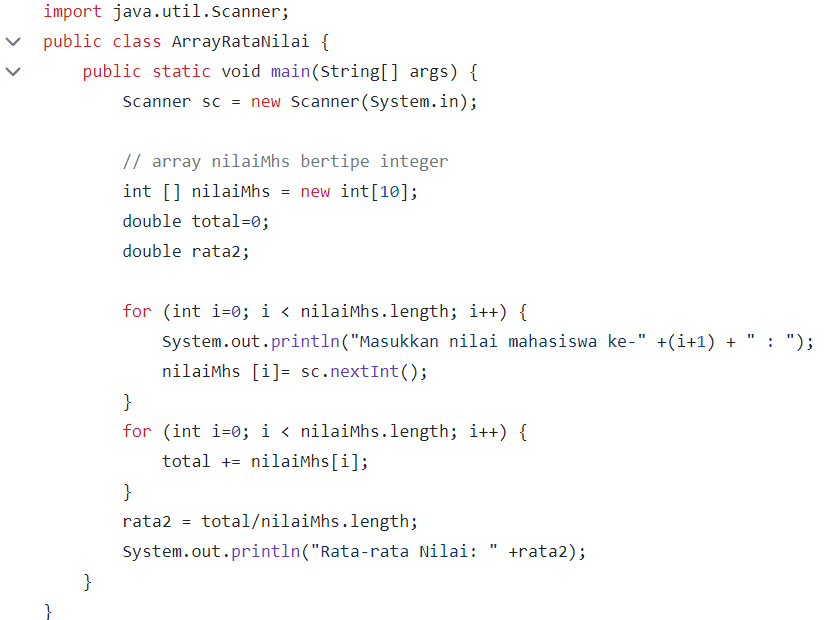 import java.util.Scanner;
public class ArrayRataNilai {
    public static void main(String[] args) {
        Scanner sc = new Scanner(System.in);

        // array nilaiMhs bertipe integer
        int [] nilaiMhs = new int[10];
        double total=0;
        double rata2;

        for (int i=0; i < nilaiMhs.length; i++) {
            System.out.println("Masukkan nilai mahasiswa ke-" +(i+1) + " : ");
            nilaiMhs [i]= sc.nextInt();
        }
        for (int i=0; i < nilaiMhs.length; i++) {
            total += nilaiMhs[i];
        }
        rata2 = total/nilaiMhs.length;
        System.out.println("Rata-rata Nilai: " +rata2);
    }
}